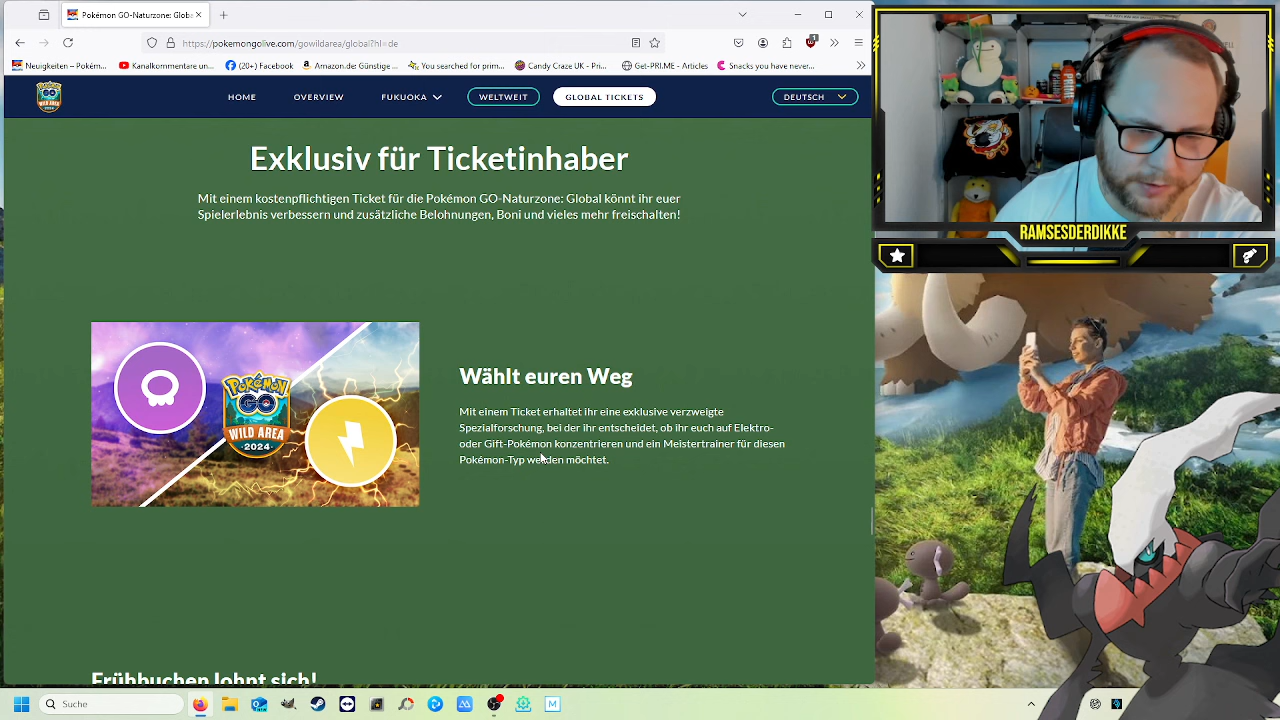 Pokémon GO-Naturzone: Globa
https://pokemongolive.com/gowildarea/global?hl=de
1
Neuigkeiten – Pokém...
Kanalkommentare un...
(20+) Facebook
Amazon.de Günstige ...
You searched for prim...
Candy Craze UK - Pri...
Get-PRI.ME - Articles
Snacks you have never...
HOME
OVERVIEW
FUKUOKA
WELTWEIT
GLOBAL TICKETS
DEUTSCH
Exklusiv für Ticketinhaber
Mit einem kostenpflichtigen Ticket für die Pokémon GO-Naturzone: Global könnt ihr euer
Spielerlebnis verbessern und zusätzliche Belohnungen, Boni und vieles mehr freischalten!
Pokémon
GO
WILD AREA
2024
Wählt euren Weg
Mit einem Ticket erhaltet ihr eine exklusive verzweigte
Spezialforschung, bei der ihr entscheidet, ob ihr euch auf Elektro-
oder Gift-Pokémon konzentrieren und ein Meistertrainer für diesen
Pokémon-Typ werden möchtet.
Frühbuchen lohnt sich!
RAMSESDERDIKKE
Suche